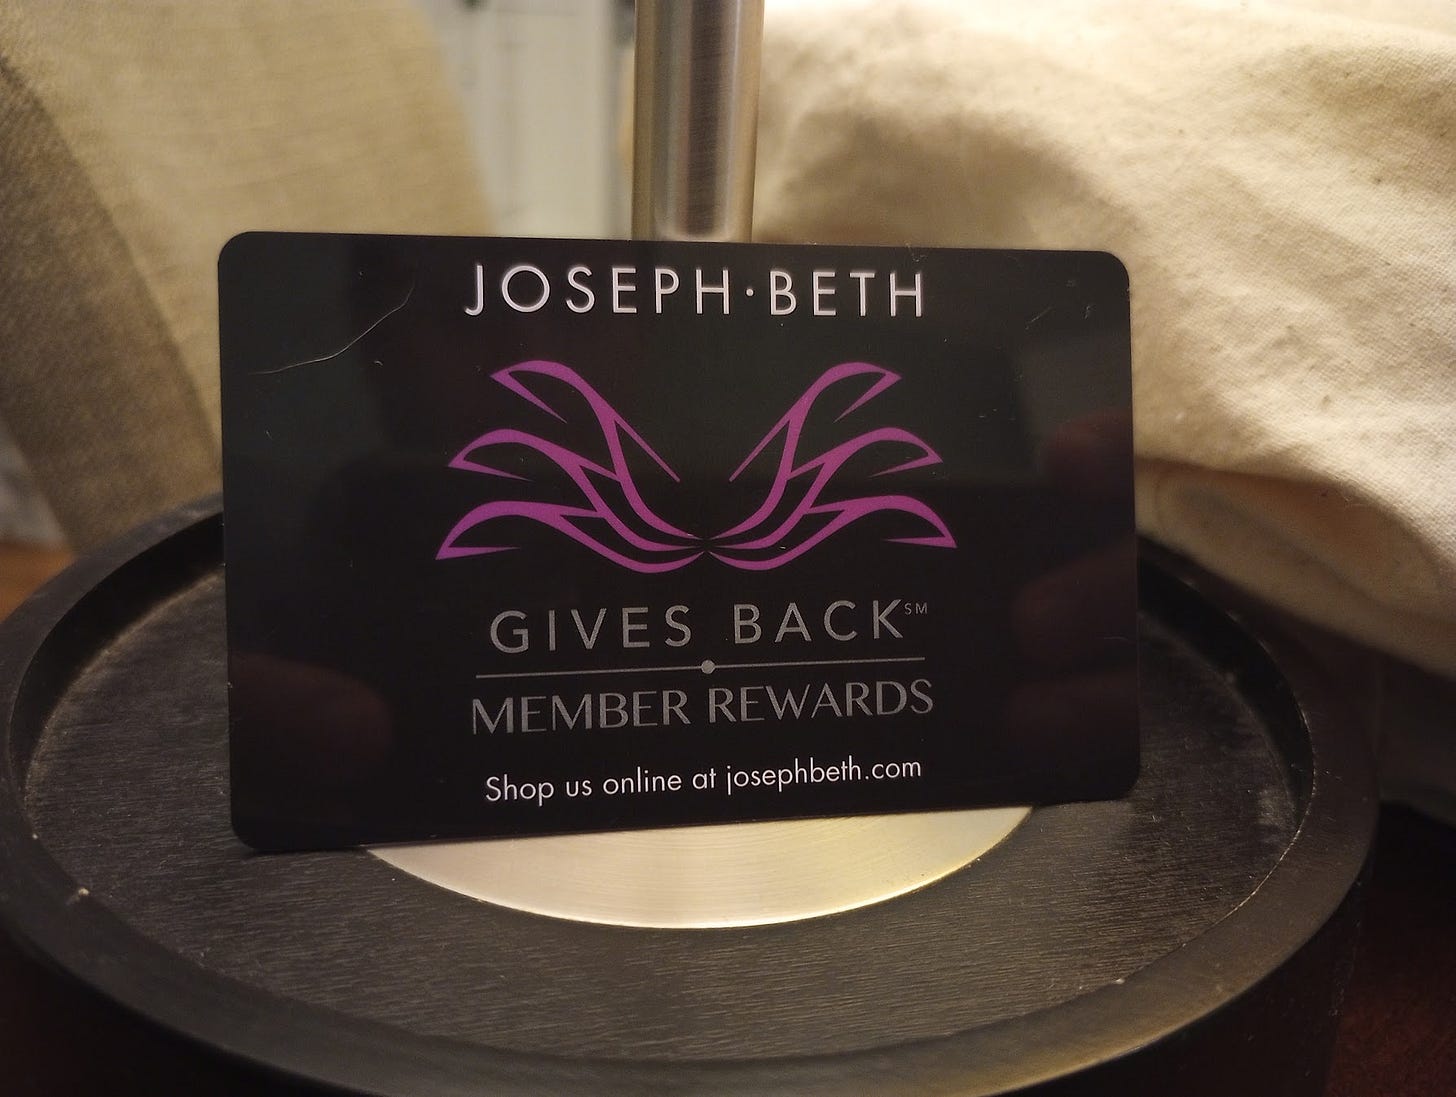 JOSEPH·BETH
GIVES BACK℠
MEMBER REWARDS
Shop us online at josephbeth.com